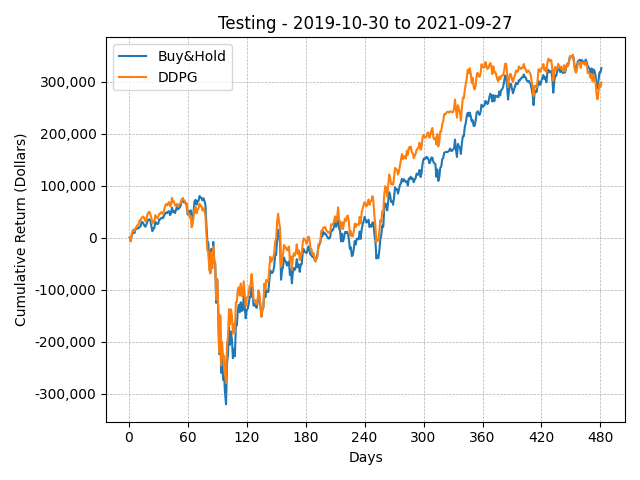 Testing - 2019-10-30 to 2021-09-27
Buy&Hold
DDPG
Cumulative Return (Dollars)
300,000
200,000
100,000
0
-100,000
-200,000
-300,000
0 60 120 180 240 300 360 420 480
Days